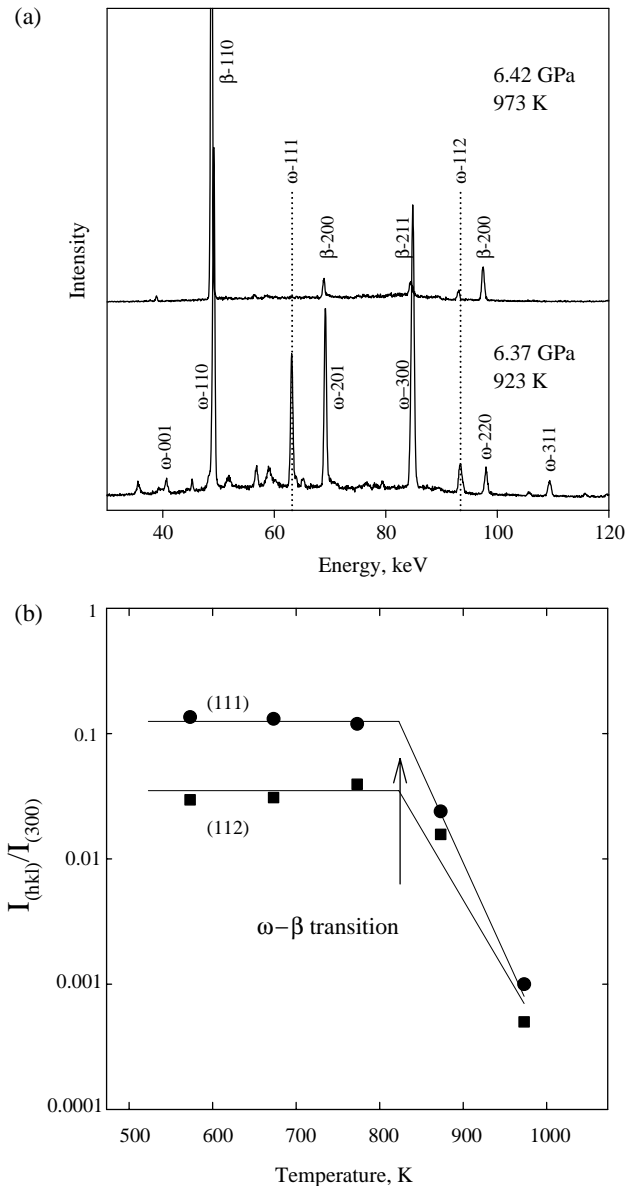 (a)
β-110
6.42 GPa
973 K
ω-111
ω-112
β-200
β-211
β-200
Intensity
6.37 GPa
923 K
ω-110
ω-201
ω-300
ω-001
ω-220
ω-311
40 60 80 100 120
Energy, keV
(b)
1
(111)
0.1
I(hkl)/I(300)
(112)
0.01
ω−β transition
0.001
0.0001
500 600 700 800 900 1000
Temperature, K